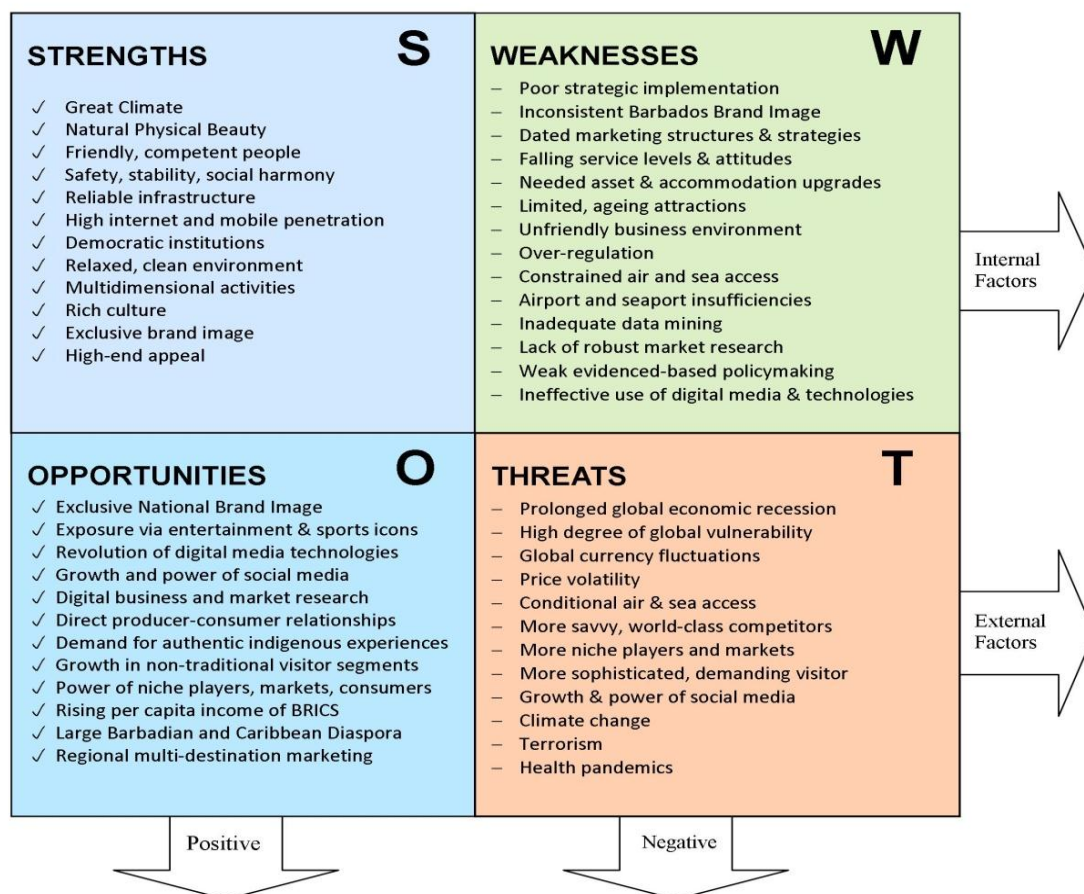 STRENGTHS S
✓ Great Climate
✓ Natural Physical Beauty
✓ Friendly, competent people
✓ Safety, stability, social harmony
✓ Reliable infrastructure
✓ High internet and mobile penetration
✓ Democratic institutions
✓ Relaxed, clean environment
✓ Multidimensional activities
✓ Rich culture
✓ Exclusive brand image
✓ High-end appeal
WEAKNESSES W
– Poor strategic implementation
– Inconsistent Barbados Brand Image
– Dated marketing structures & strategies
– Falling service levels & attitudes
– Needed asset & accommodation upgrades
– Limited, ageing attractions
– Unfriendly business environment
– Over-regulation
– Constrained air and sea access
– Airport and seaport insufficiencies
– Inadequate data mining
– Lack of robust market research
– Weak evidenced-based policymaking
– Ineffective use of digital media & technologies
Internal
Factors
OPPORTUNITIES O
✓ Exclusive National Brand Image
✓ Exposure via entertainment & sports icons
✓ Revolution of digital media technologies
✓ Growth and power of social media
✓ Digital business and market research
✓ Direct producer-consumer relationships
✓ Demand for authentic indigenous experiences
✓ Growth in non-traditional visitor segments
✓ Power of niche players, markets, consumers
✓ Rising per capita income of BRICS
✓ Large Barbadian and Caribbean Diaspora
✓ Regional multi-destination marketing
THREATS T
– Prolonged global economic recession
– High degree of global vulnerability
– Global currency fluctuations
– Price volatility
– Conditional air & sea access
– More savvy, world-class competitors
– More niche players and markets
– More sophisticated, demanding visitor
– Growth & power of social media
– Climate change
– Terrorism
– Health pandemics
External
Factors
Positive
Negative